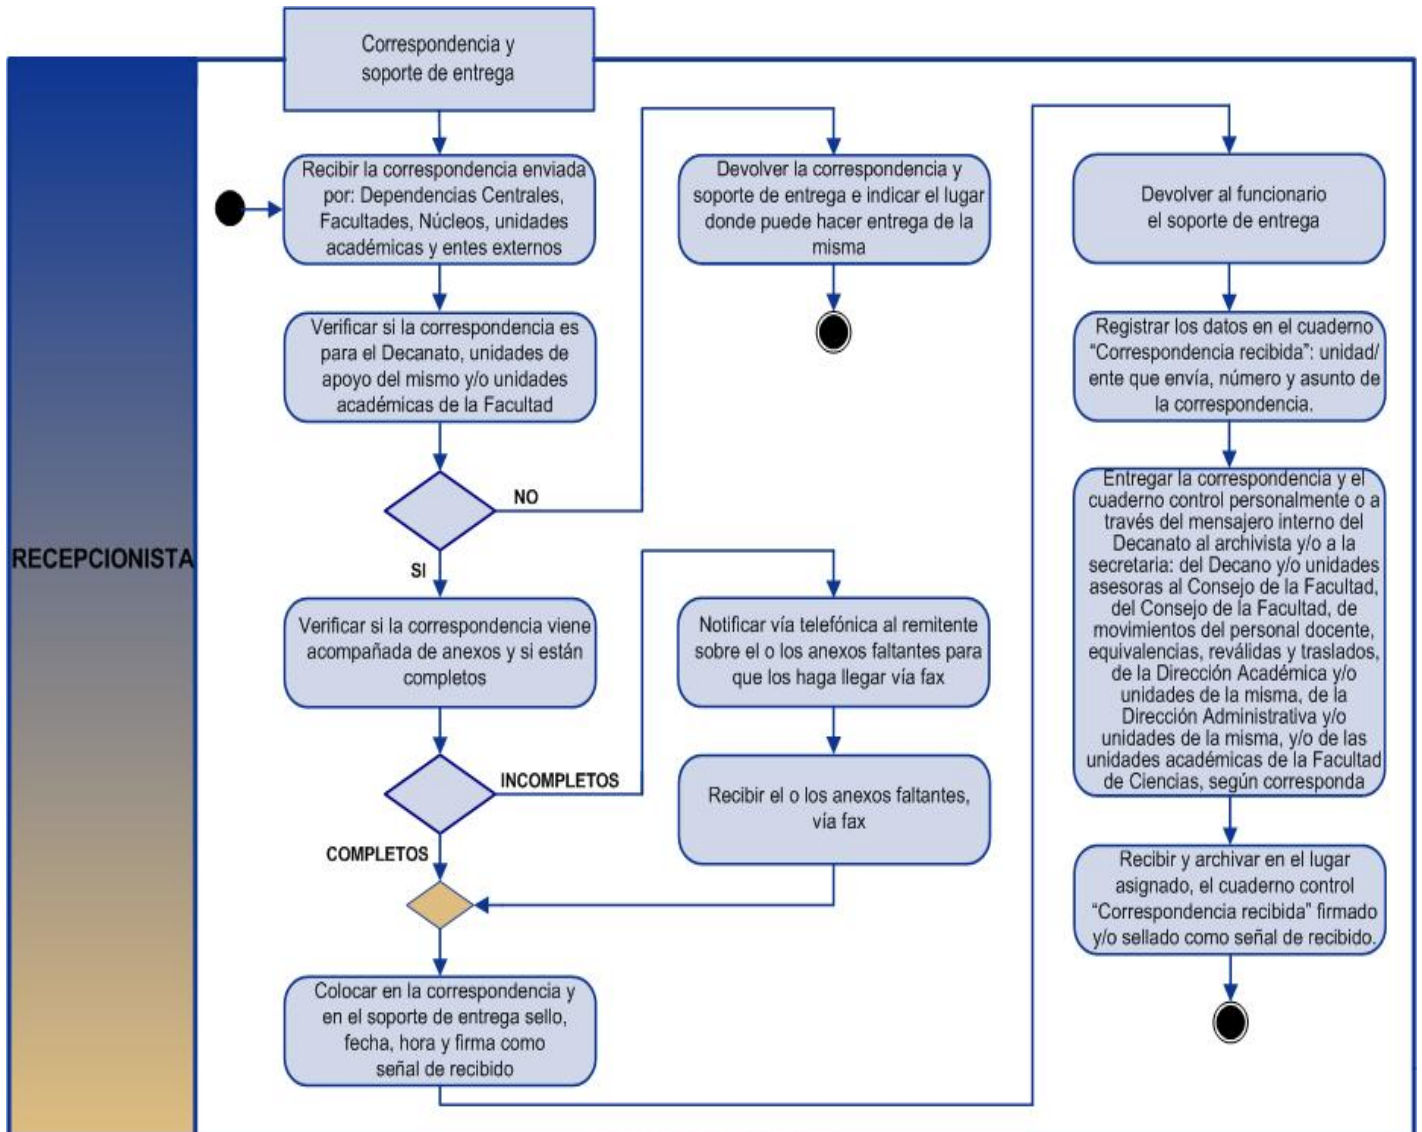 Correspondencia y
soporte de entrega
RECEPCIONISTA
Recibir la correspondencia enviada
por: Dependencias Centrales,
Facultades, Núcleos, unidades
académicas y entes externos
Verificar si la correspondencia es
para el Decanato, unidades de
apoyo del mismo y/o unidades
académicas de la Facultad
NO
SI
Devolver la correspondencia y
soporte de entrega e indicar el lugar
donde puede hacer entrega de la
misma
Verificar si la correspondencia viene
acompañada de anexos y si están
completos
INCOMPLETOS
COMPLETOS
Notificar vía telefónica al remitente
sobre el o los anexos faltantes para
que los haga llegar vía fax
Recibir el o los anexos faltantes,
vía fax
Colocar en la correspondencia y
en el soporte de entrega sello,
fecha, hora y firma como
señal de recibido
Devolver al funcionario
el soporte de entrega
Registrar los datos en el cuaderno
“Correspondencia recibida”: unidad/
ente que envía, número y asunto de
la correspondencia.
Entregar la correspondencia y el
cuaderno control personalmente o a
través del mensajero interno del
Decanato al archivista y/o a la
secretaria: del Decano y/o unidades
asesoras al Consejo de la Facultad,
del Consejo de la Facultad, de
movimientos del personal docente,
equivalencias, reválidas y traslados,
de la Dirección Académica y/o
unidades de la misma, de la
Dirección Administrativa y/o
unidades de la misma, y/o de las
unidades académicas de la Facultad
de Ciencias, según corresponda
Recibir y archivar en el lugar
asignado, el cuaderno control
“Correspondencia recibida” firmado
y/o sellado como señal de recibido.